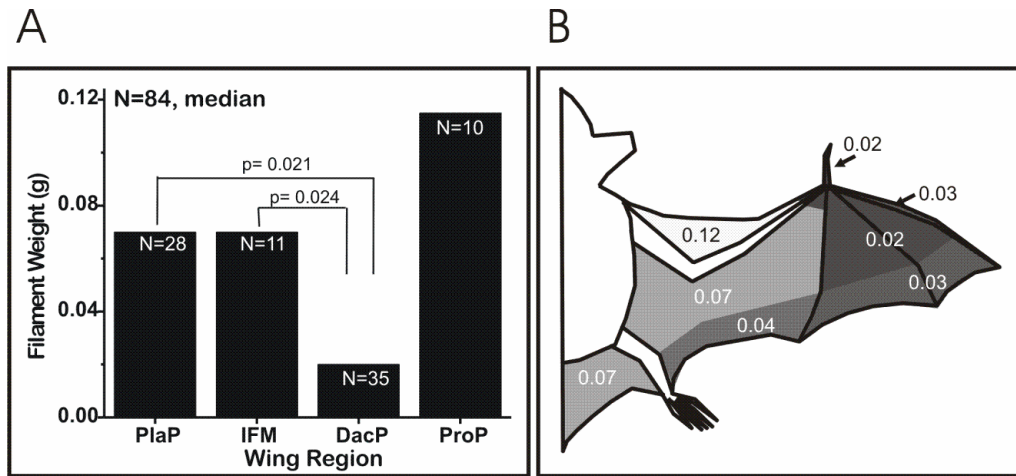 A
B
N=84, median
Filament Weight (g)
0.12
0.08
0.04
0.00
p= 0.021
p= 0.024
N=28
N=11
N=35
N=10
PlaP IFM DacP ProP
Wing Region
0.02
0.03
0.12
0.02
0.03
0.07
0.04
0.07